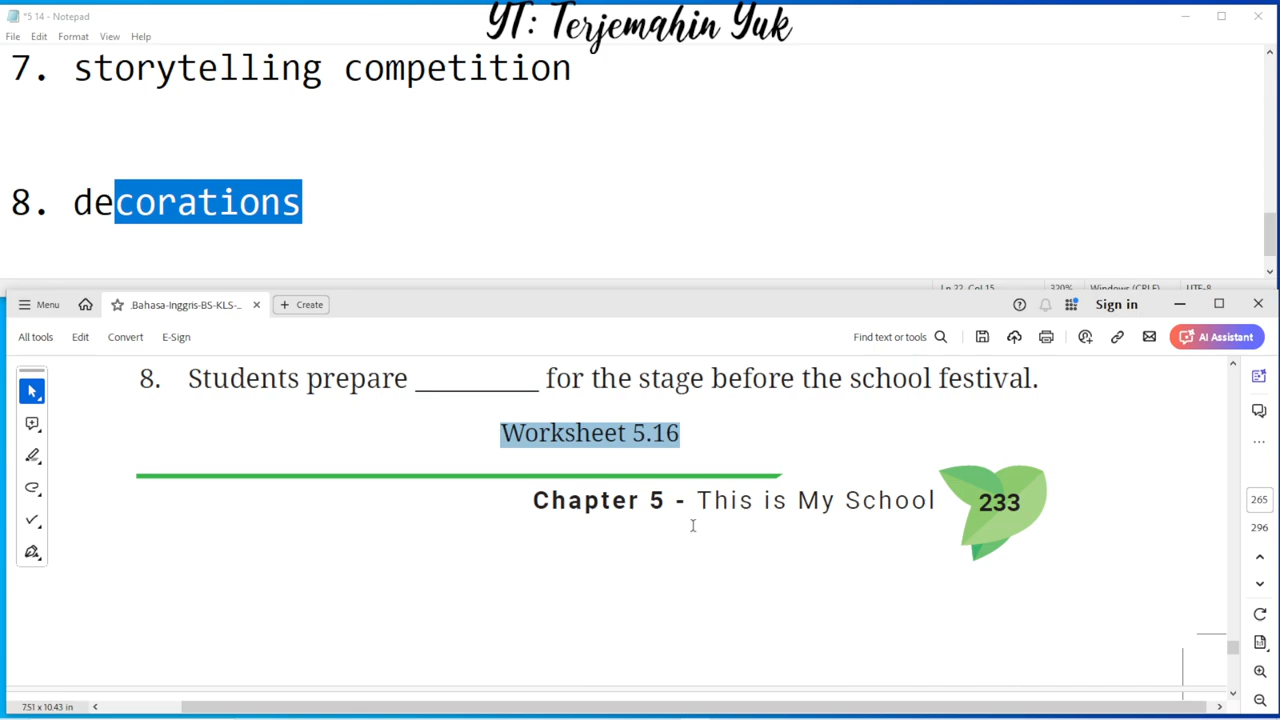 *5 14 - Notepad
YT: Terjemahin Yuk
File Edit Format View Help
7. storytelling competition
8. decorations
Ln 22, Col 15 320% Windows (CRLF) UTF-8
Menu .Bahasa-Inggris-BS-KLS-... Create Sign in
All tools Edit Convert E-Sign Find text or tools AI Assistant
8. Students prepare __________ for the stage before the school festival.
Worksheet 5.16
Chapter 5 - This is My School 233
265
296
7.51 x 10.43 in